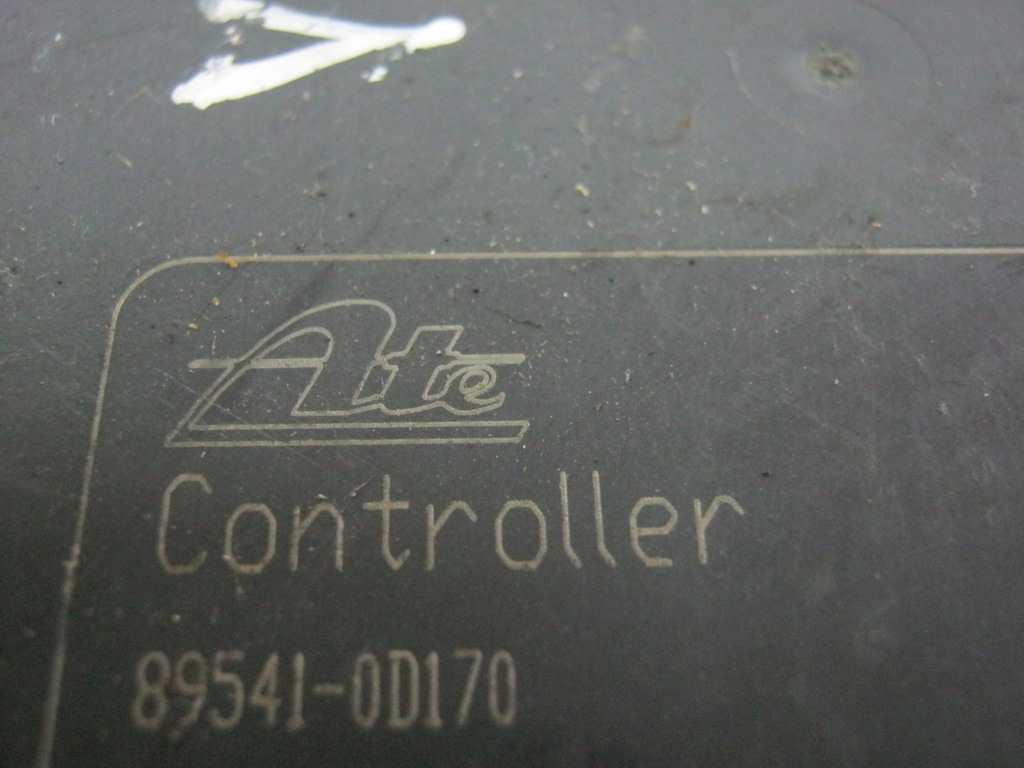 Ate
Controller
89541-0D170